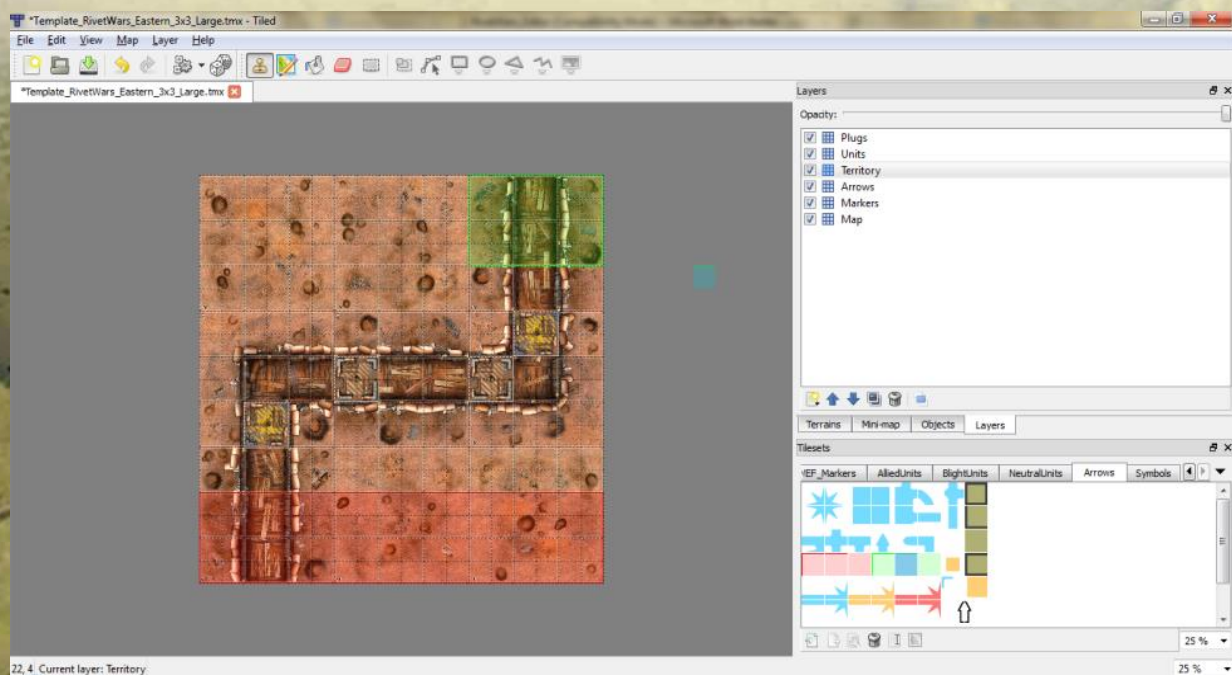 *Template_RivetWars_Eastern_3x3_Large.tmx - Tiled
File Edit View Map Layer Help
*Template_RivetWars_Eastern_3x3_Large.tmx
Layers
Opacity:
Plugs
Units
Territory
Arrows
Markers
Map
Terrains Mini-map Objects Layers
Tilesets
MEF_Markers AlliedUnits BlightUnits NeutralUnits Arrows Symbols
25 %
22, 4 Current layer: Territory 25 %